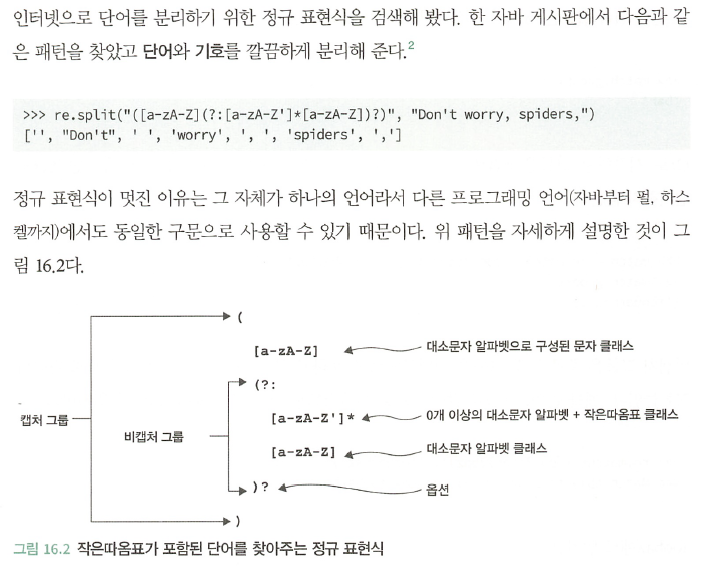 인터넷으로 단어를 분리하기 위한 정규 표현식을 검색해 봤다. 한 자바 게시판에서 다음과 같
은 패턴을 찾았고 단어와 기호를 깔끔하게 분리해 준다.2
>>> re.split("([a-zA-Z](?:[a-zA-Z']*[a-zA-Z])?)", "Don't worry, spiders,")
['', "Don't", ' ', 'worry', ', ', 'spiders', ',']
정규 표현식이 멋진 이유는 그 자체가 하나의 언어라서 다른 프로그래밍 언어(자바부터 펄, 하스
켈까지)에서도 동일한 구문으로 사용할 수 있기 때문이다. 위 패턴을 자세하게 설명한 것이 그
림 16.2다.
(
[a-zA-Z] 대소문자 알파벳으로 구성된 문자 클래스
(?:
캡처 그룹
[a-zA-Z']* 0개 이상의 대소문자 알파벳 + 작은따옴표 클래스
비캡처 그룹
[a-zA-Z] 대소문자 알파벳 클래스
)? 옵션
)
그림 16.2 작은따옴표가 포함된 단어를 찾아주는 정규 표현식